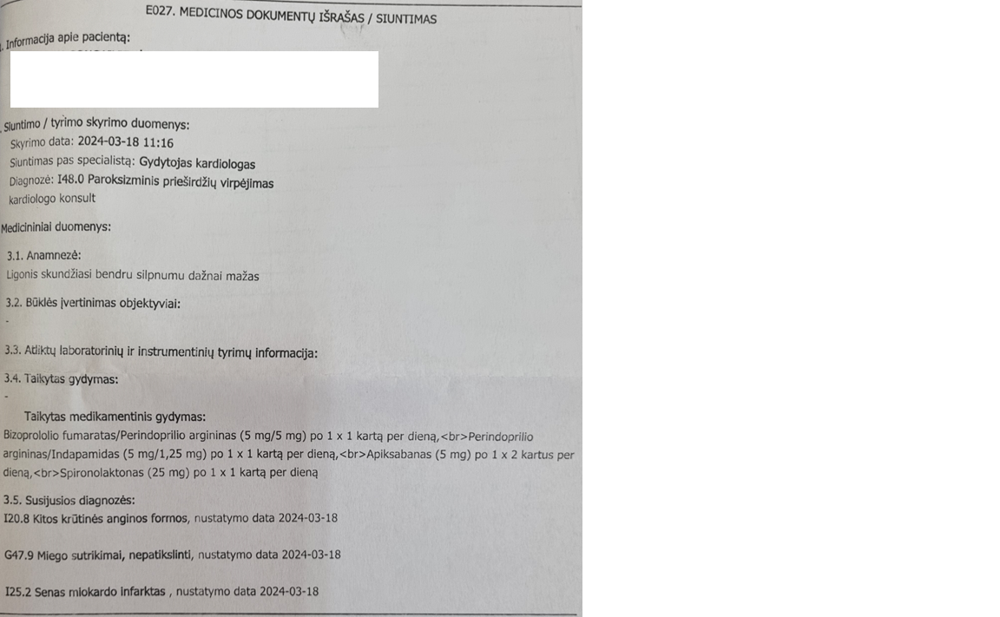 E027. MEDICINOS DOKUMENTŲ IŠRAŠAS / SIUNTIMAS
. Informacija apie pacientą:
. Siuntimo / tyrimo skyrimo duomenys:
Skyrimo data: 2024-03-18 11:16
Siuntimas pas specialistą: Gydytojas kardiologas
Diagnozė: I48.0 Paroksizminis prieširdžių virpėjimas
kardiologo konsult
Medicininiai duomenys:
3.1. Anamnezė:
Ligonis skundžiasi bendru silpnumu dažnai mažas
3.2. Būklės įvertinimas objektyviai:
-
3.3. Atliktų laboratorinių ir instrumentinių tyrimų informacija:
3.4. Taikytas gydymas:
-
Taikytas medikamentinis gydymas:
Bizoprololio fumaratas/Perindoprilio argininas (5 mg/5 mg) po 1 x 1 kartą per dieną,<br>Perindoprilio
argininas/Indapamidas (5 mg/1,25 mg) po 1 x 1 kartą per dieną,<br>Apiksabanas (5 mg) po 1 x 2 kartus per
dieną,<br>Spironolaktonas (25 mg) po 1 x 1 kartą per dieną
3.5. Susijusios diagnozės:
I20.8 Kitos krūtinės anginos formos, nustatymo data 2024-03-18
G47.9 Miego sutrikimai, nepatikslinti, nustatymo data 2024-03-18
I25.2 Senas miokardo infarktas , nustatymo data 2024-03-18